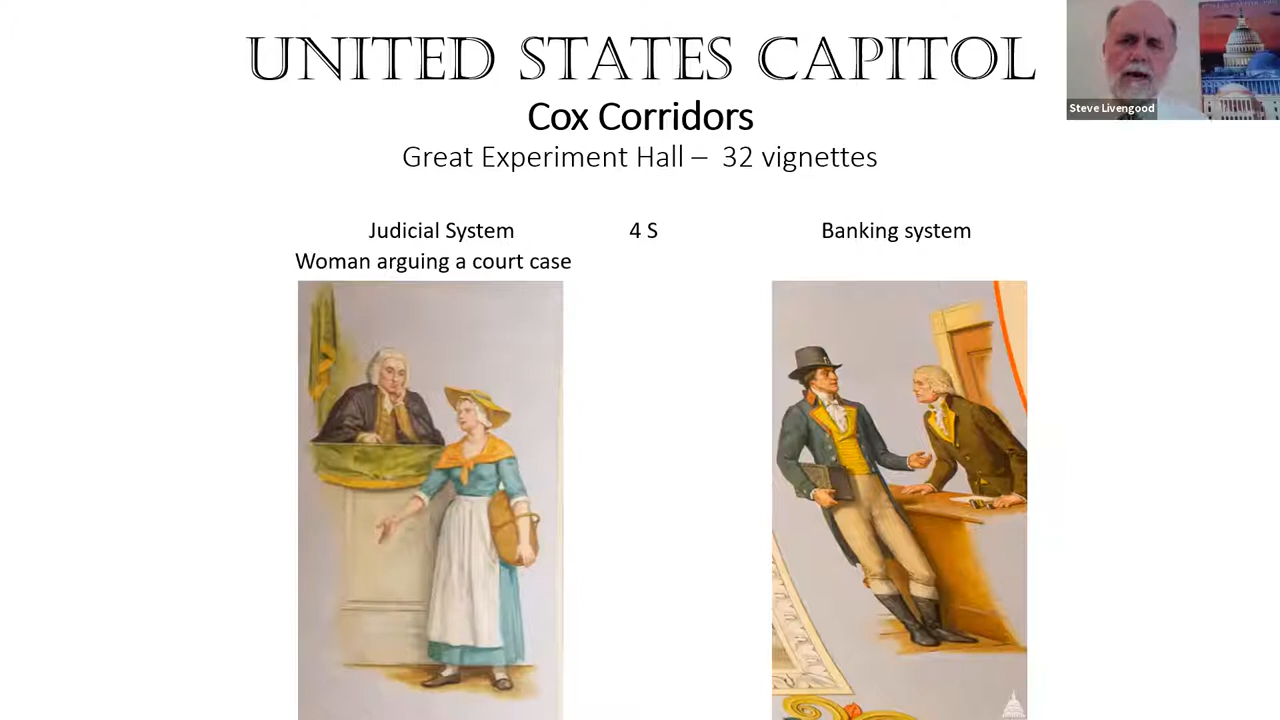 UNITED STATES CAPITOL
Cox Corridors
Great Experiment Hall – 32 vignettes
Steve Livengood
Judicial System
4 S
Banking system
Woman arguing a court case